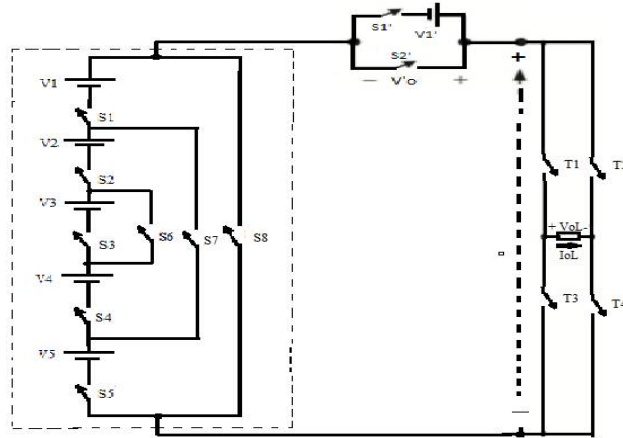 S1'
V1'
S2'
– V'o +
+
V1
S1
V2
S2
V3
S6
S7
S8
S3
V4
S4
V5
S5
T1
+ VoL-
IoL
T3
T4